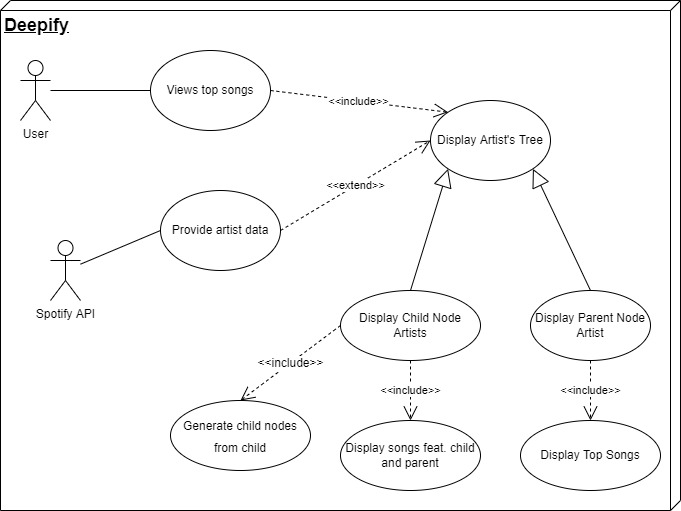 Deepify
Views top songs
<<include>>
User
Display Artist's Tree
<<extend>>
Provide artist data
Spotify API
Display Child Node
Artists
Display Parent Node
Artist
<<include>>
<<include>>
<<include>>
Generate child nodes
from child
Display songs feat. child
and parent
Display Top Songs